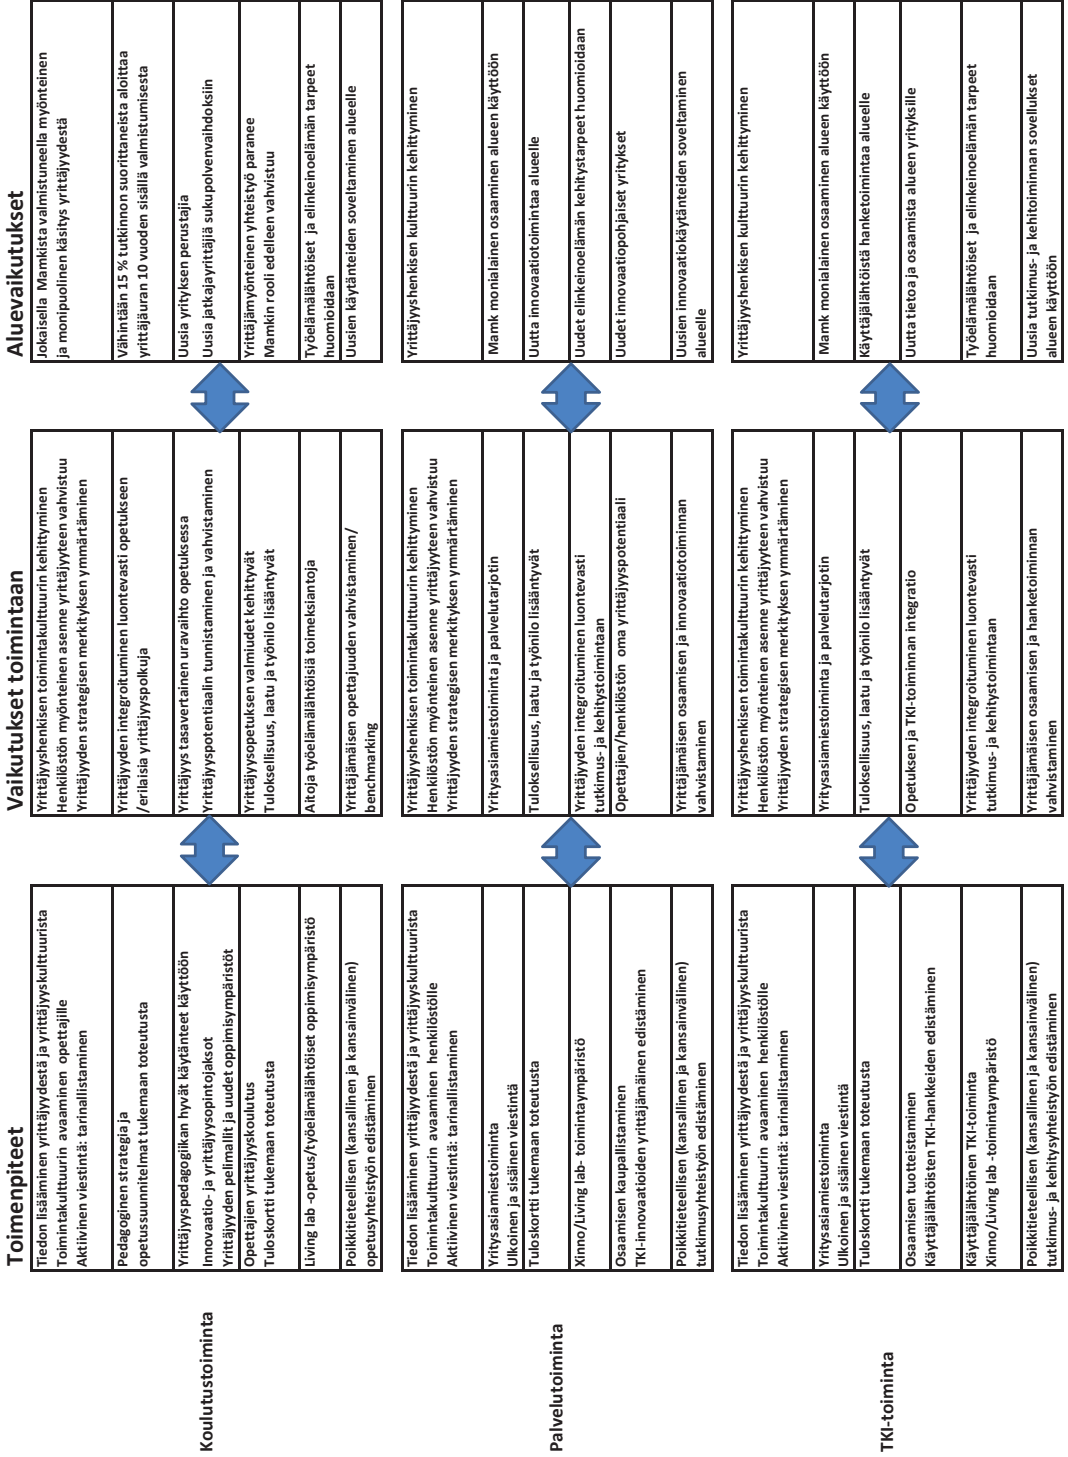 Toimenpiteet
Vaikutukset toimintaan
Aluevaikutukset
Koulutustoiminta
Tiedon lisääminen yrittäjyydestä ja yrittäjyyskulttuurista
Toimintakulttuurin avaaminen opettajille
Aktiivinen viestintä: tarinallistaminen
Pedagoginen strategia ja
opetussuunnitelmat tukemaan toteutusta
Yrittäjyyspedagogiikan hyvät käytänteet käyttöön
Innovaatio- ja yrittäjyysopintojaksot
Yrittäjyyden pelimallit ja uudet oppimisympäristöt
Opettajien yrittäjyyskoulutus
Tuloskortti tukemaan toteutusta
Living lab -opetus/työelämälähtöiset oppimisympäristö
Poikkitieteellisen (kansallinen ja kansainvälinen)
opetusyhteistyön edistäminen
Yrittäjyyshenkisen toimintakulttuurin kehittyminen
Henkilöstön myönteinen asenne yrittäjyyteen vahvistuu
Yrittäjyyden strategisen merkityksen ymmärtäminen
Yrittäjyyden integroituminen luontevasti opetukseen
/erilaisia yrittäjyyspolkuja
Yrittäjyys tasavertainen uravaihto opetuksessa
Yrittäjyyspotentiaalin tunnistaminen ja vahvistaminen
Yrittäjyysopetuksen valmiudet kehittyvät
Tuloksellisuus, laatu ja työnilo lisääntyvät
Aitoja työelämälähtöisiä toimeksiantoja
Yrittäjämäisen opettajuuden vahvistaminen/
benchmarking
Jokaisella Mamkista valmistuneella myönteinen
ja monipuolinen käsitys yrittäjyydestä
Vähintään 15 % tutkinnon suorittaneista aloittaa
yrittäjäuran 10 vuoden sisällä valmistumisesta
Uusia yrityksen perustajia
Uusia jatkajayrittäjiä sukupolvenvaihdoksiin
Yrittäjämyönteinen yhteistyö paranee
Mamkin rooli edelleen vahvistuu
Työelämälähtöiset ja elinkeinoelämän tarpeet
huomioidaan
Uusien käytänteiden soveltaminen alueelle
Palvelutoiminta
Tiedon lisääminen yrittäjyydestä ja yrittäjyyskulttuurista
Toimintakulttuurin avaaminen henkilöstölle
Aktiivinen viestintä: tarinallistaminen
Yritysasiamiestoiminta
Ulkoinen ja sisäinen viestintä
Tuloskortti tukemaan toteutusta
Xinno/Living lab- toimintaympäristö
Osaamisen kaupallistaminen
TKI-innovaatioiden yrittäjämäinen edistäminen
Poikkitieteellisen (kansallinen ja kansainvälinen)
tutkimusyhteistyön edistäminen
Yrittäjyyshenkisen toimintakulttuurin kehittyminen
Henkilöstön myönteinen asenne yrittäjyyteen vahvistuu
Yrittäjyyden strategisen merkityksen ymmärtäminen
Yritysasiamiestoiminta ja palvelutarjotin
Tuloksellisuus, laatu ja työnilo lisääntyvät
Yrittäjyyden integroituminen luontevasti
tutkimus- ja kehitystoimintaan
Opettajien/henkilöstön oma yrittäjyyspotentiaali
Yrittäjämäisen osaamisen ja innovaatiotoiminnan
vahvistaminen
Yrittäjyyshenkisen kulttuurin kehittyminen
Mamk monialainen osaaminen alueen käyttöön
Uutta innovaatiotoimintaa alueelle
Uudet elinkeinoelämän kehitystarpeet huomioidaan
Uudet innovaatiopohjaiset yritykset
Uusien innovaatiokäytänteiden soveltaminen
alueelle
TKI-toiminta
Tiedon lisääminen yrittäjyydestä ja yrittäjyyskulttuurista
Toimintakulttuurin avaaminen henkilöstölle
Aktiivinen viestintä: tarinallistaminen
Yritysasiamiestoiminta
Ulkoinen ja sisäinen viestintä
Tuloskortti tukemaan toteutusta
Osaamisen tuotteistaminen
Käyttäjälähtöisten TKI-hankkeiden edistäminen
Käyttäjälähtöinen TKI-toiminta
Xinno/Living lab -toimintaympäristö
Poikkitieteellisen (kansallinen ja kansainvälinen)
tutkimus- ja kehitysyhteistyön edistäminen
Yrittäjyyshenkisen toimintakulttuurin kehittyminen
Henkilöstön myönteinen asenne yrittäjyyteen vahvistuu
Yrittäjyyden strategisen merkityksen ymmärtäminen
Yritysasiamiestoiminta ja palvelutarjotin
Tuloksellisuus, laatu ja työnilo lisääntyvät
Opetuksen ja TKI-toiminnan integratio
Yrittäjyyden integroituminen luontevasti
tutkimus- ja kehitystoimintaan
Yrittäjämäisen osaamisen ja hanketoiminnan
vahvistaminen
Yrittäjyyshenkisen kulttuurin kehittyminen
Mamk monialainen osaaminen alueen käyttöön
Käyttäjälähtöistä hanketoimintaa alueelle
Uutta tietoa ja osaamista alueen yrityksille
Työelämälähtöiset ja elinkeinoelämän tarpeet
huomioidaan
Uusia tutkimus- ja kehitoiminnan sovellukset
alueen käyttöön